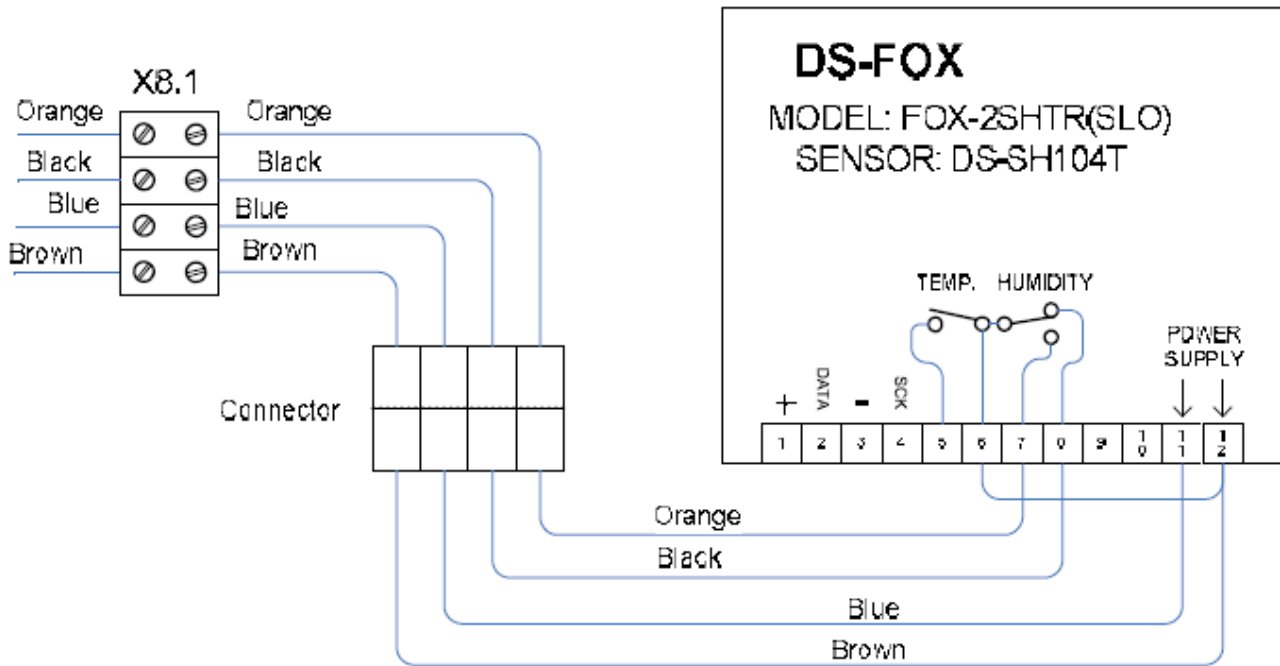 DS-FOX
MODEL: FOX-2SHTR(SLO)
SENSOR: DS-SH104T
X8.1
Orange Orange
Black Black
Blue Blue
Brown Brown
TEMP. HUMIDITY
POWER
SUPPLY
+ DATA - SCK
1 2 3 4 5 6 7 8 9 10 11 12
Connector
Orange
Black
Blue
Brown